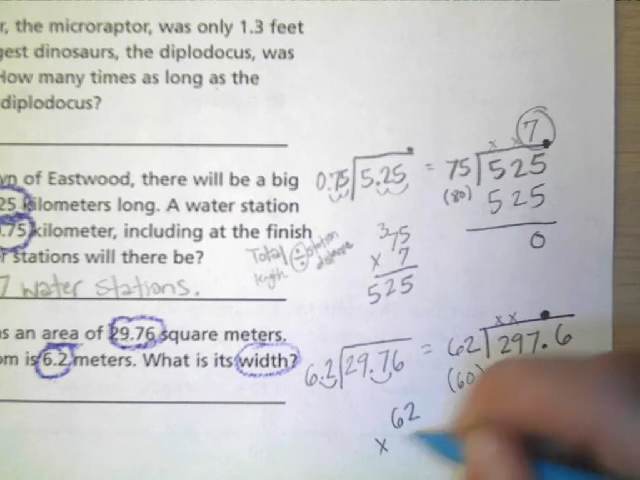 r, the microraptor, was only 1.3 feet
gest dinosaurs, the diplodocus, was
How many times as long as the
diplodocus?
wn of Eastwood, there will be a big
25 kilometers long. A water station
0.75 kilometer, including at the finish
r stations will there be?
7 water stations.
s an area of 29.76 square meters.
om is 6.2 meters. What is its width?
0.75 5.25 = 75 525
x x 7
(80) 525
0
Total length ÷ station distance
3
75
x 7
525
6.2 29.76 = 62 297.6
x x
(60)
62
x